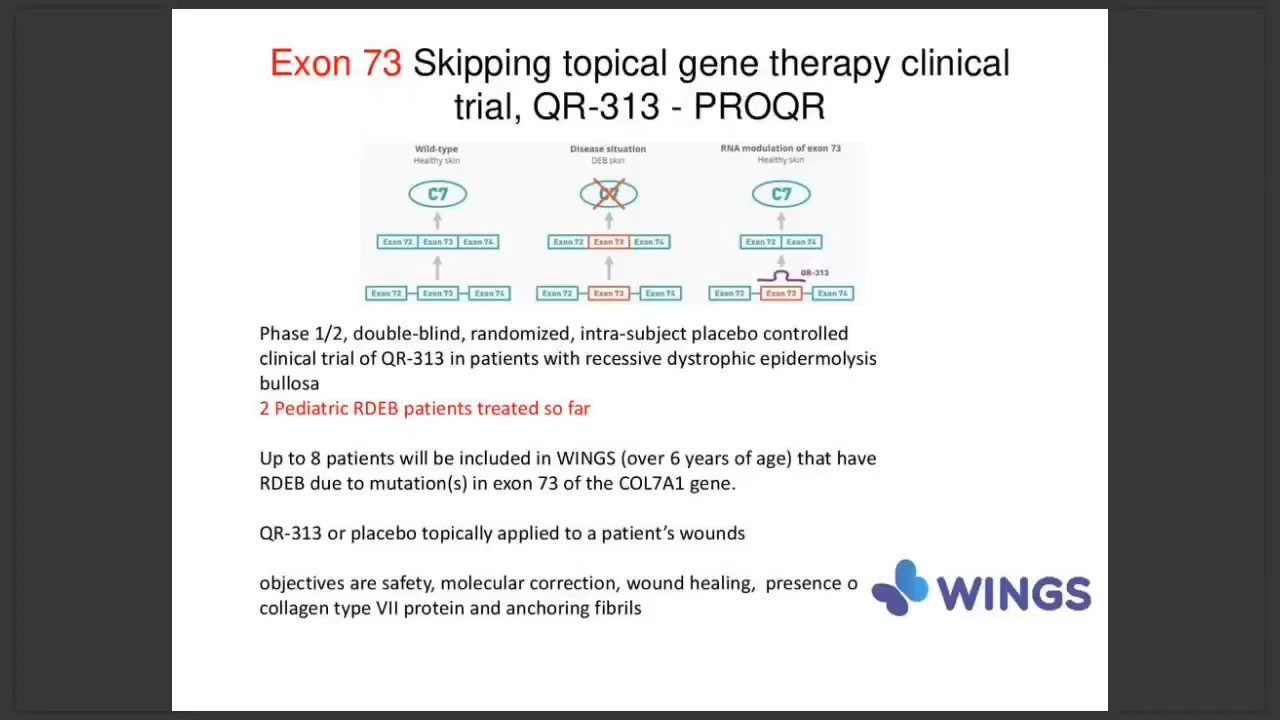 Exon 73 Skipping topical gene therapy clinical
trial, QR-313 - PROQR
Wild-type
Healthy skin
Disease situation
DEB skin
RNA modulation of exon 73
Healthy skin
C7
C7
C7
Exon 72 Exon 73 Exon 74
Exon 72 Exon 73 Exon 74
Exon 72 Exon 74
QR-313
Exon 72 Exon 73 Exon 74
Exon 72 Exon 73 Exon 74
Exon 72 Exon 73 Exon 74
Phase 1/2, double-blind, randomized, intra-subject placebo controlled
clinical trial of QR-313 in patients with recessive dystrophic epidermolysis
bullosa
2 Pediatric RDEB patients treated so far
Up to 8 patients will be included in WINGS (over 6 years of age) that have
RDEB due to mutation(s) in exon 73 of the COL7A1 gene.
QR-313 or placebo topically applied to a patient’s wounds
objectives are safety, molecular correction, wound healing, presence o
collagen type VII protein and anchoring fibrils
WINGS